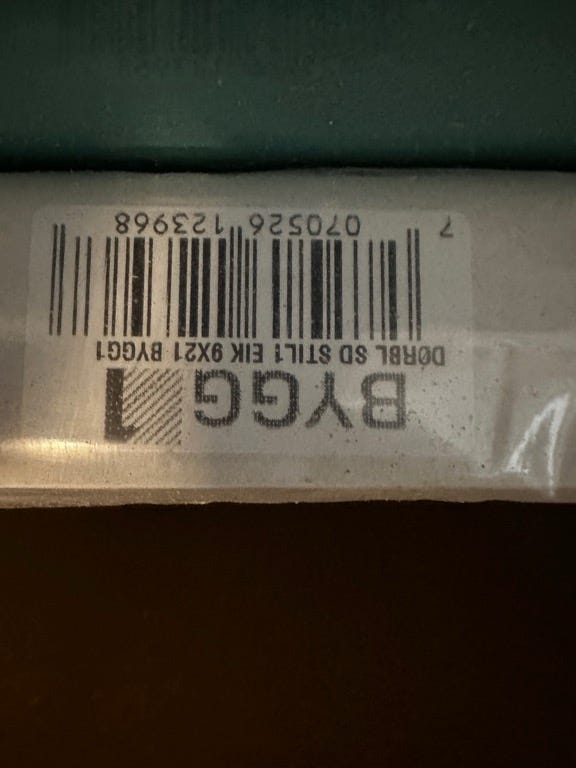 BYGG1
DØRBL SD STIL1 EIK 9X21 BYGG1
7 070526 123968